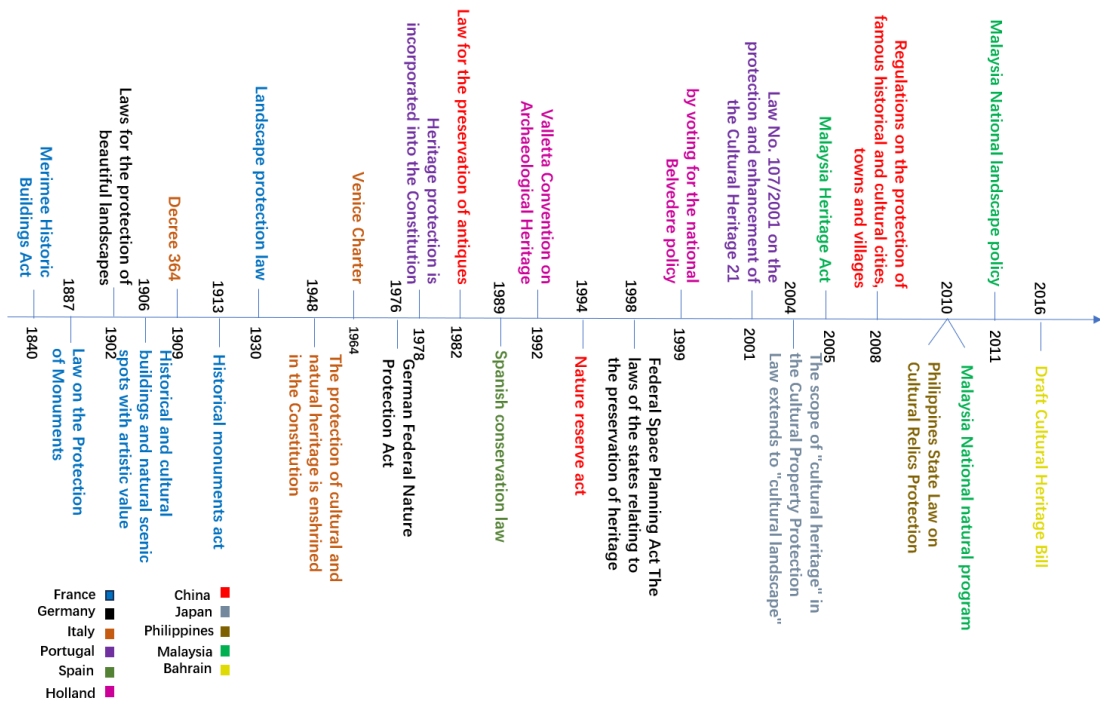 Merimee Historic
Buildings Act
1840
1887
Law on the Protection
of Monuments
Laws for the protection of
beautiful landscapes
1902
1906
Historical and cultural
buildings and natural scenic
spots with artistic value
Decree 364
1909
1913
Historical monuments act
Landscape protection law
1930
1948
The protection of cultural and
natural heritage is enshrined
in the Constitution
Venice Charter
1964
1976
German Federal Nature
Protection Act
Heritage protection is
incorporated into the Constitution
1978
Law for the preservation of antiques
1982
1989
Spanish conservation law
Valletta Convention on
Archaeological Heritage
1992
1994
Nature reserve act
1998
Federal Space Planning Act The
laws of the states relating to
the preservation of heritage
by voting for the national
Belvedere policy
1999
Law No. 107/2001 on the
protection and enhancement of
the Cultural Heritage 21
2001
2004
The scope of "cultural heritage" in
the Cultural Property Protection
Law extends to "cultural landscape"
Malaysia Heritage Act
2005
Regulations on the protection of
famous historical and cultural cities,
towns and villages
2008
2010
Philippines State Law on
Cultural Relics Protection
Malaysia National natural program
Malaysia National landscape policy
2011
2016
Draft Cultural Heritage Bill
France
Germany
Italy
Portugal
Spain
Holland
China
Japan
Philippines
Malaysia
Bahrain